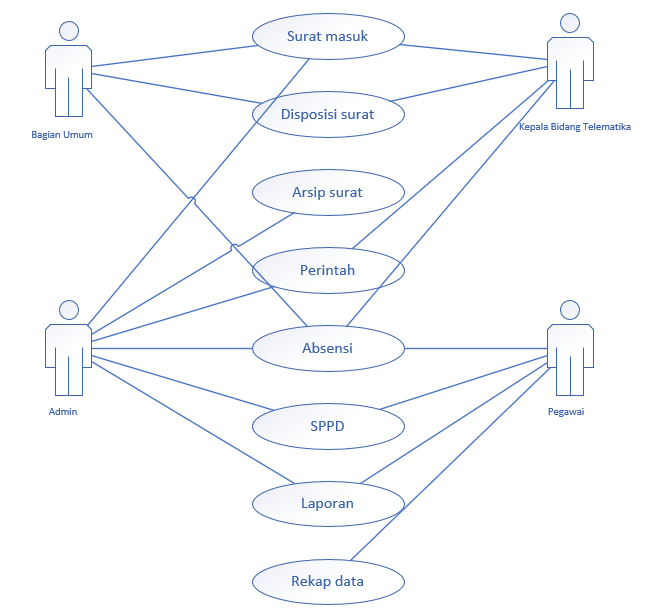 Surat masuk
Bagian Umum
Disposisi surat
Kepala Bidang Telematika
Arsip surat
Perintah
Absensi
Admin
Pegawai
SPPD
Laporan
Rekap data